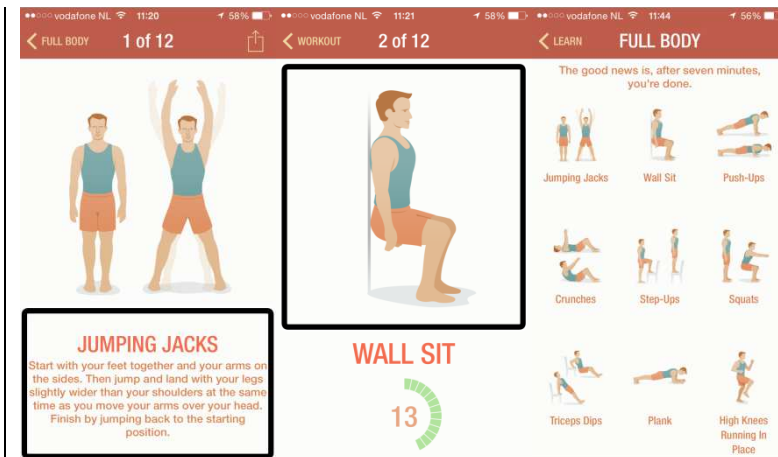 vodafone NL 11:20 58%
FULL BODY 1 of 12
JUMPING JACKS
Start with your feet together and your arms on
the sides. Then jump and land with your legs
slightly wider than your shoulders at the same
time as you move your arms over your head.
Finish by jumping back to the starting
position.
vodafone NL 11:21 58%
WORKOUT 2 of 12
WALL SIT
13
vodafone NL 11:44 56%
LEARN FULL BODY
The good news is, after seven minutes,
you're done.
Jumping Jacks Wall Sit Push-Ups
Crunches Step-Ups Squats
Triceps Dips Plank High Knees
Running In
Place